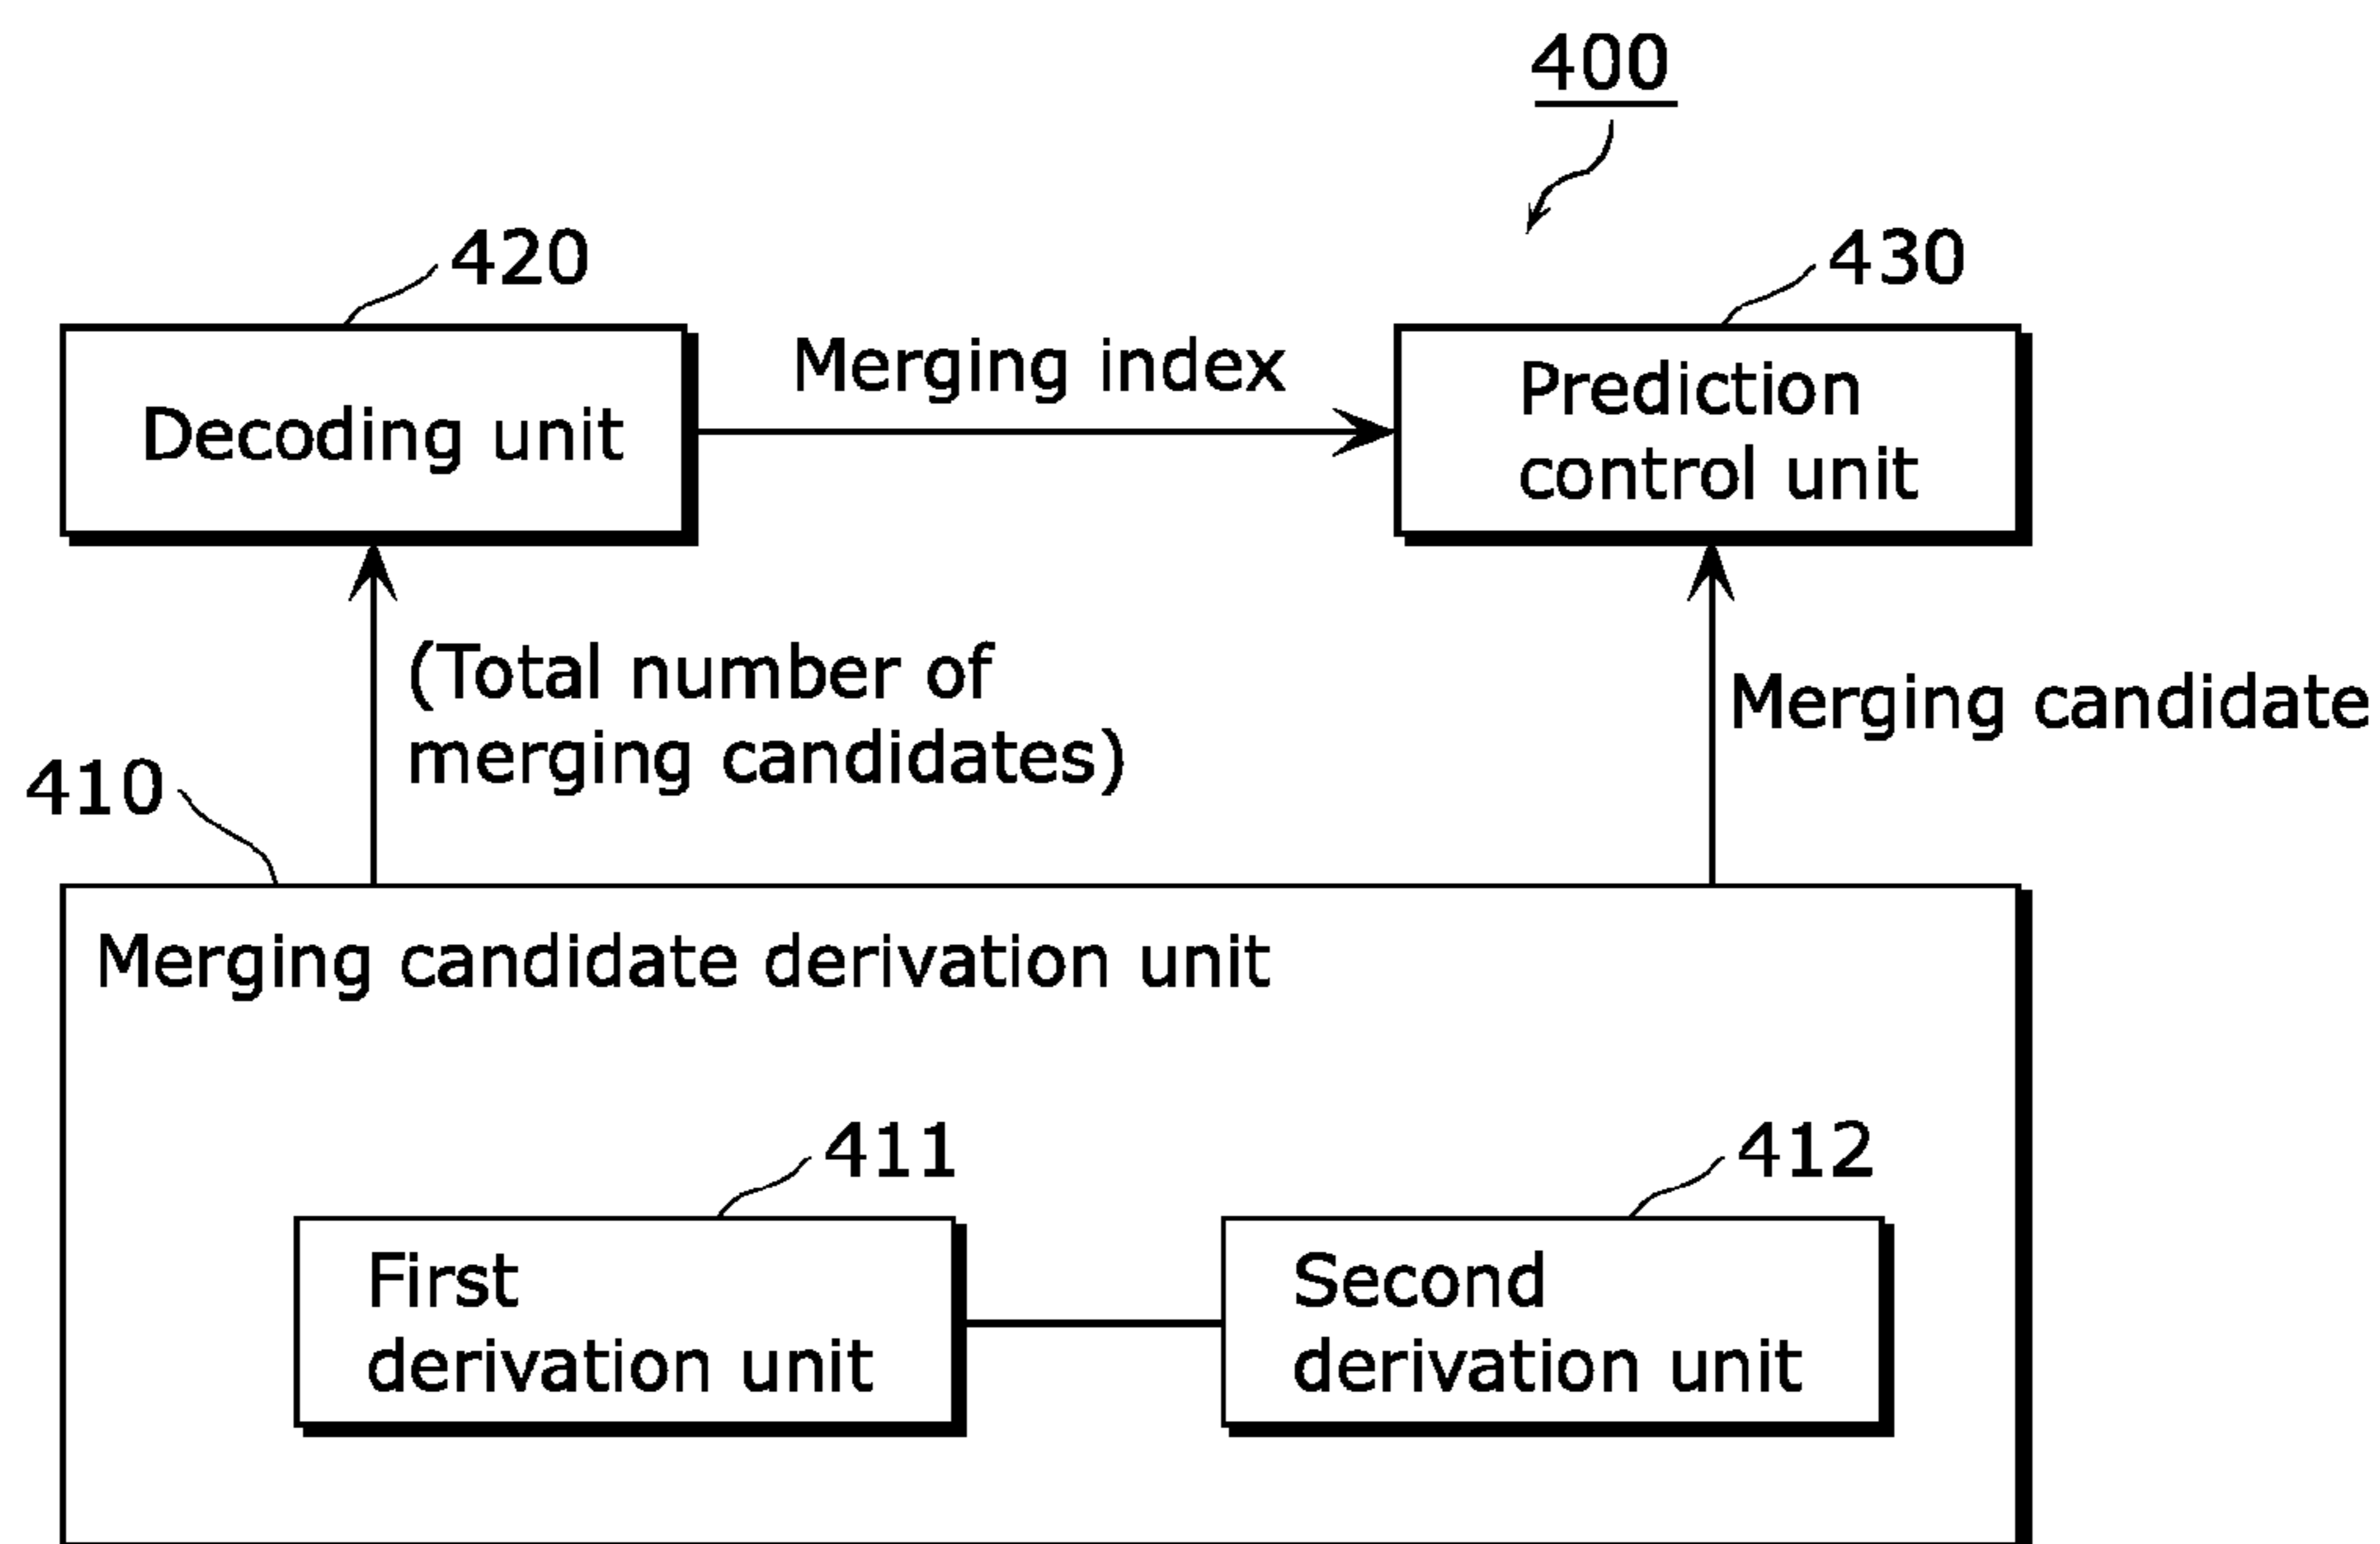 400
420
430
Decoding unit
Merging index
Prediction
control unit
(Total number of
merging candidates)
Merging candidate
410
Merging candidate derivation unit
411
412
First
derivation unit
Second
derivation unit